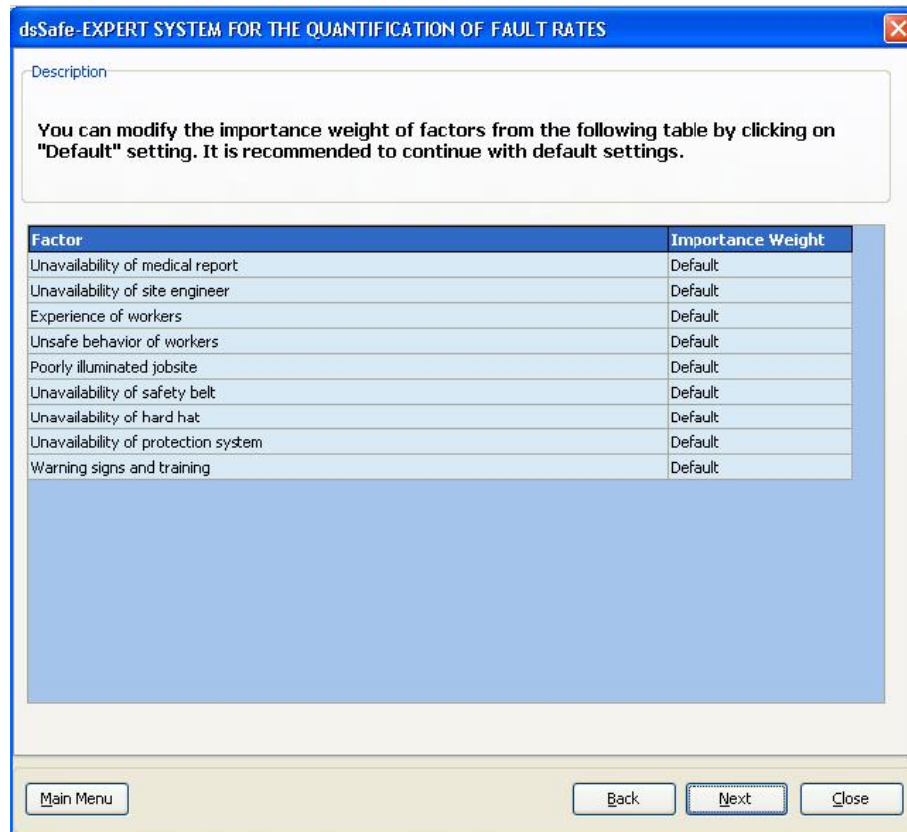 dsSafe-EXPERT SYSTEM FOR THE QUANTIFICATION OF FAULT RATES
Description
You can modify the importance weight of factors from the following table by clicking on
"Default" setting. It is recommended to continue with default settings.
Factor Importance Weight
Unavailability of medical report Default
Unavailability of site engineer Default
Experience of workers Default
Unsafe behavior of workers Default
Poorly illuminated jobsite Default
Unavailability of safety belt Default
Unavailability of hard hat Default
Unavailability of protection system Default
Warning signs and training Default
Main Menu Back Next Close